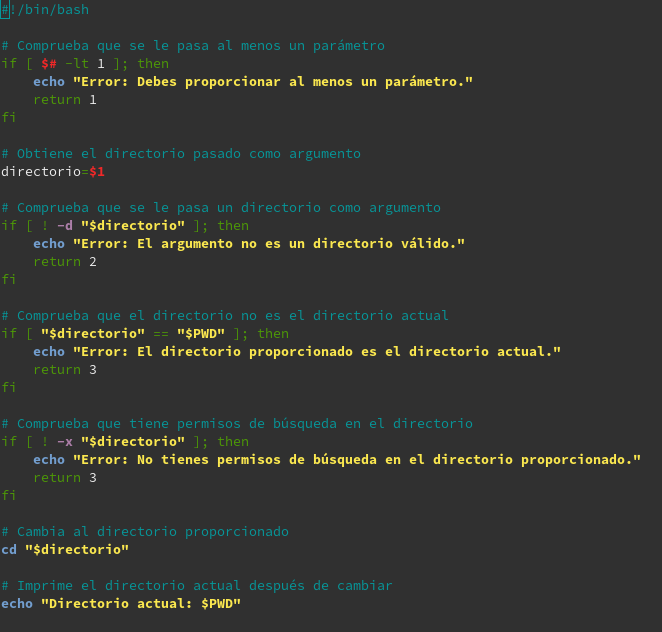 #!/bin/bash
# Comprueba que se le pasa al menos un parámetro
if [ $# -lt 1 ]; then
    echo "Error: Debes proporcionar al menos un parámetro."
    return 1
fi
# Obtiene el directorio pasado como argumento
directorio=$1
# Comprueba que se le pasa un directorio como argumento
if [ ! -d "$directorio" ]; then
    echo "Error: El argumento no es un directorio válido."
    return 2
fi
# Comprueba que el directorio no es el directorio actual
if [ "$directorio" == "$PWD" ]; then
    echo "Error: El directorio proporcionado es el directorio actual."
    return 3
fi
# Comprueba que tiene permisos de búsqueda en el directorio
if [ ! -x "$directorio" ]; then
    echo "Error: No tienes permisos de búsqueda en el directorio proporcionado."
    return 3
fi
# Cambia al directorio proporcionado
cd "$directorio"
# Imprime el directorio actual después de cambiar
echo "Directorio actual: $PWD"